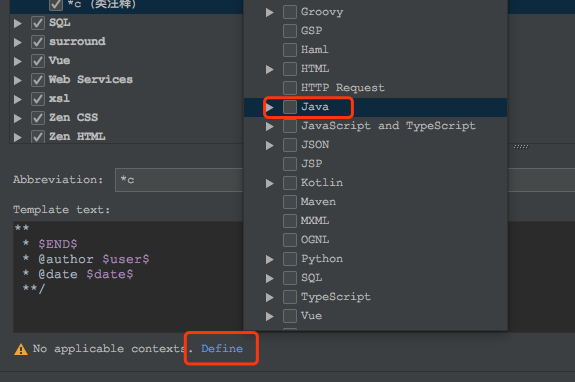 *c (类注释)
SQL
surround
Vue
Web Services
xsl
Zen CSS
Zen HTML
Groovy
GSP
Haml
HTML
HTTP Request
Java
JavaScript and TypeScript
JSON
JSP
Kotlin
Maven
MXML
OGNL
Python
SQL
TypeScript
Vue
Abbreviation: *c
Template text:
**
* $END$
* @author $user$
* @date $date$
**/
No applicable contexts. Define